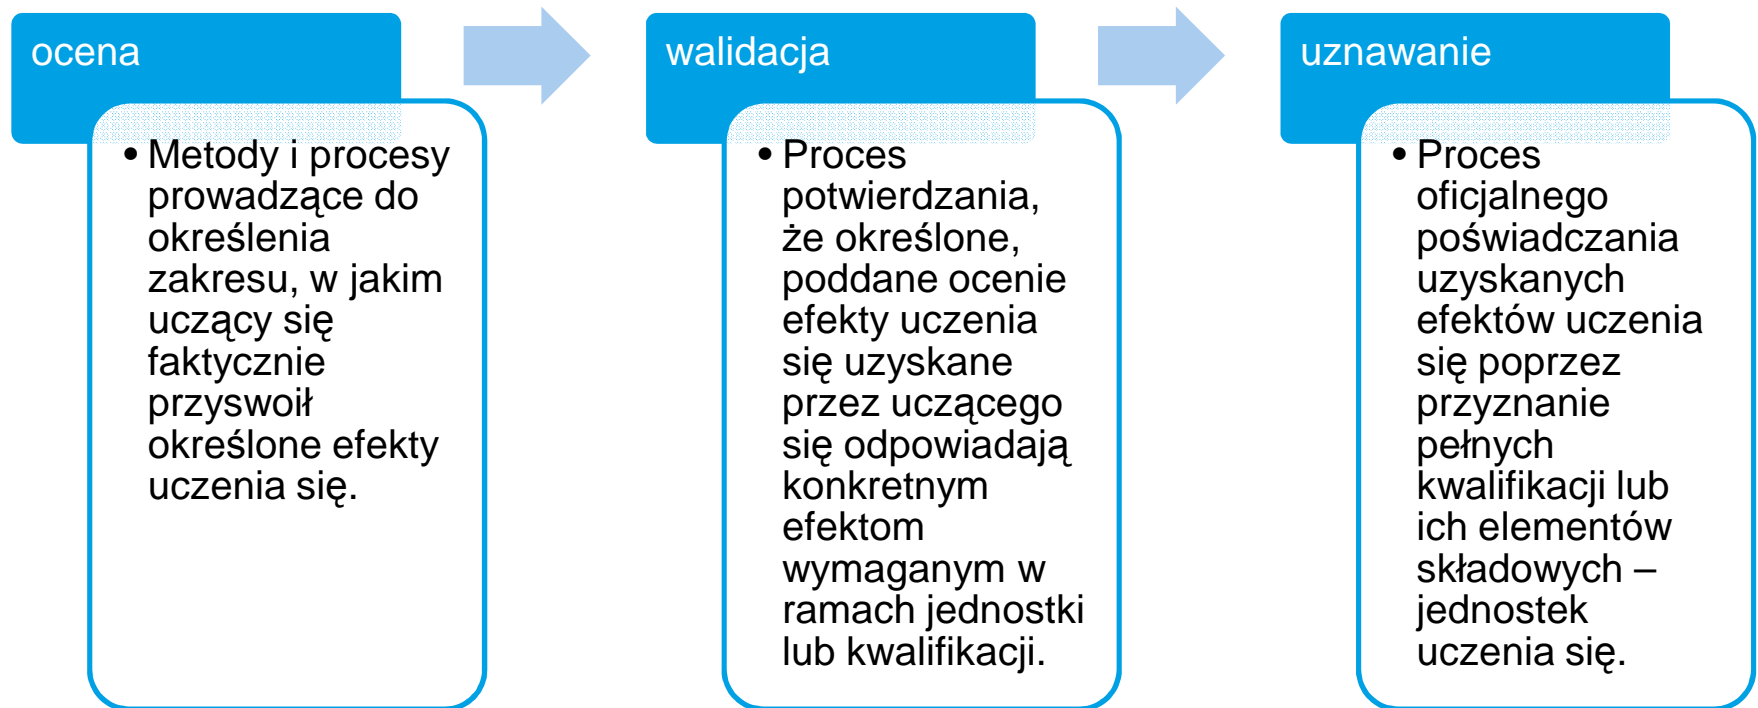 ocena
• Metody i procesy
prowadzące do
określenia
zakresu, w jakim
uczący się
faktycznie
przyswoił
określone efekty
uczenia się.
walidacja
• Proces
potwierdzania,
że określone,
poddane ocenie
efekty uczenia
się uzyskane
przez uczącego
się odpowiadają
konkretnym
efektom
wymaganym w
ramach jednostki
lub kwalifikacji.
uznawanie
• Proces
oficjalnego
poświadczania
uzyskanych
efektów uczenia
się poprzez
przyznanie
pełnych
kwalifikacji lub
ich elementów
składowych –
jednostek
uczenia się.